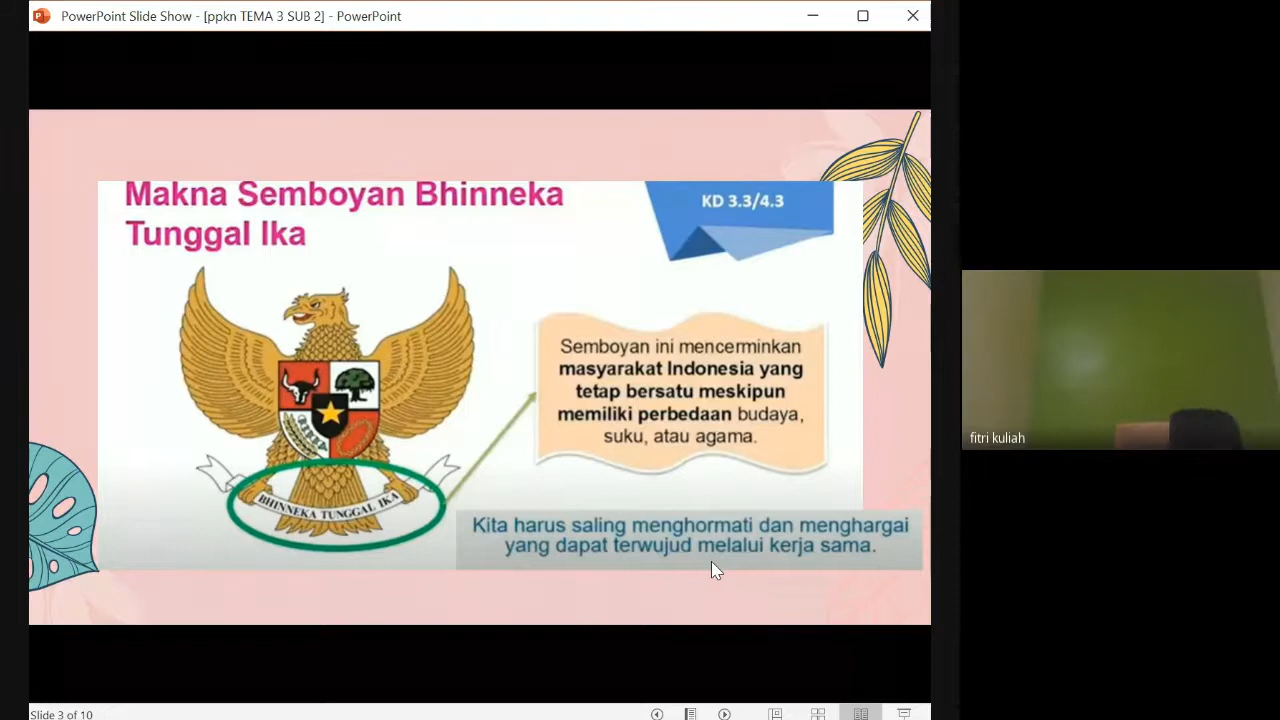 PowerPoint Slide Show - [ppkn TEMA 3 SUB 2] - PowerPoint
Makna Semboyan Bhinneka
Tunggal Ika
KD 3.3/4.3
Semboyan ini mencerminkan
masyarakat Indonesia yang
tetap bersatu meskipun
memiliki perbedaan budaya,
suku, atau agama.
BHINNEKA TUNGGAL IKA
Kita harus saling menghormati dan menghargai
yang dapat terwujud melalui kerja sama.
fitri kuliah
Slide 3 of 10